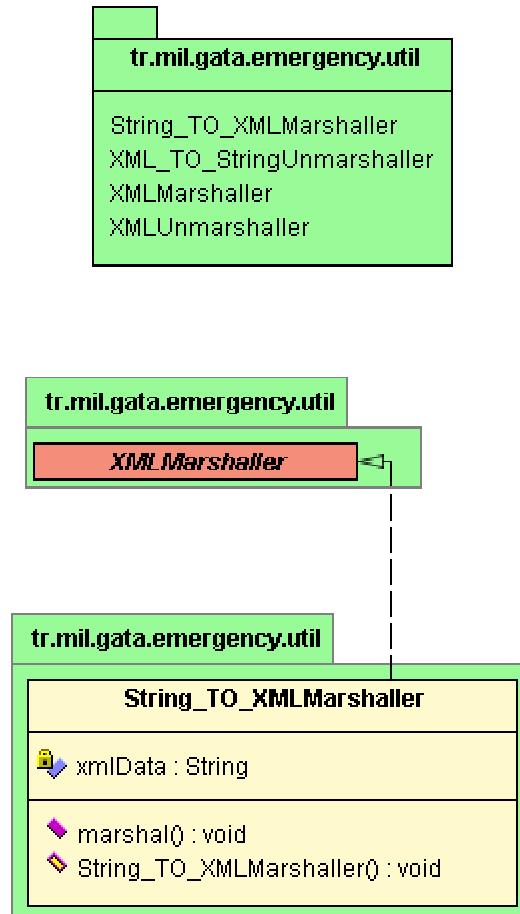 tr.mil.gata.emergency.util
String_TO_XMLMarshaller
XML_TO_StringUnmarshaller
XMLMarshaller
XMLUnmarshaller
tr.mil.gata.emergency.util
XMLMarshaller
tr.mil.gata.emergency.util
String_TO_XMLMarshaller
xmlData : String
marshal() : void
String_TO_XMLMarshaller() : void